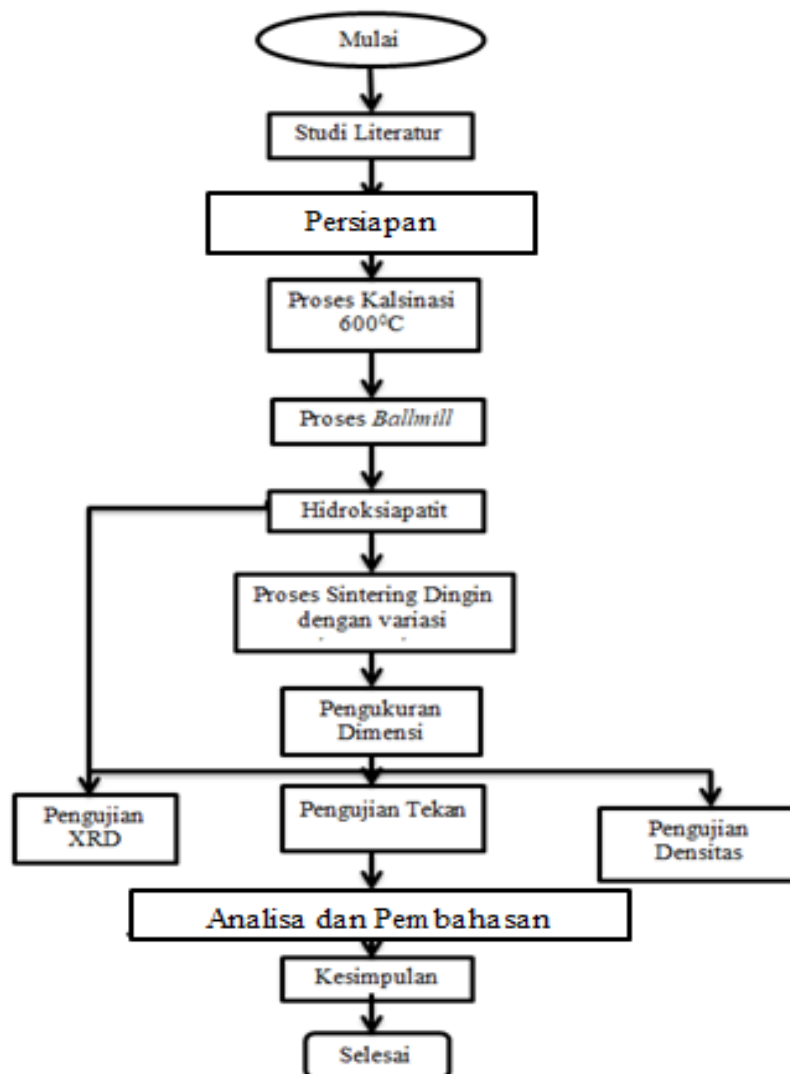 Mulai
Studi Literatur
Persiapan
Proses Kalsinasi
600⁰C
Proses Ballmill
Hidroksiapatit
Proses Sintering Dingin
dengan variasi
Pengukuran
Dimensi
Pengujian
XRD
Pengujian Tekan
Pengujian
Densitas
Analisa dan Pembahasan
Kesimpulan
Selesai